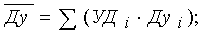 Ду = ∑ (УД i · Ду i );